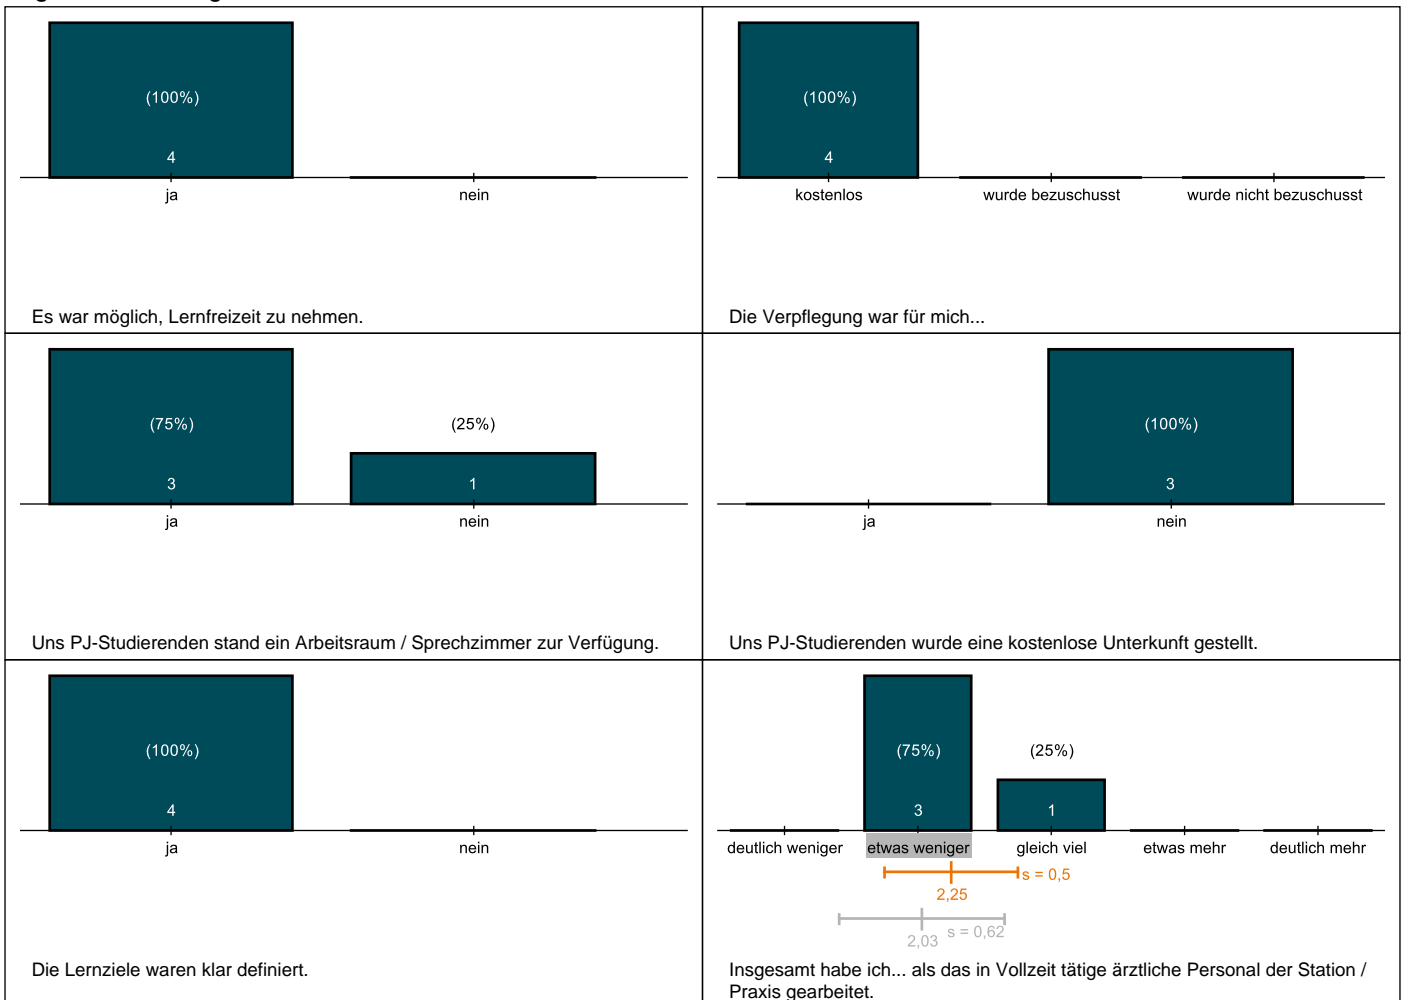 (100%)
4
ja
nein
Es war möglich, Lernfreizeit zu nehmen.
(100%)
4
kostenlos
wurde bezuschusst
wurde nicht bezuschusst
Die Verpflegung war für mich...
(75%)
(25%)
3
1
ja
nein
Uns PJ-Studierenden stand ein Arbeitsraum / Sprechzimmer zur Verfügung.
(100%)
3
ja
nein
Uns PJ-Studierenden wurde eine kostenlose Unterkunft gestellt.
(100%)
4
ja
nein
Die Lernziele waren klar definiert.
(75%)
(25%)
3
1
deutlich weniger
etwas weniger
gleich viel
etwas mehr
deutlich mehr
s = 0,5
2,25
s = 0,62
2,03
Insgesamt habe ich... als das in Vollzeit tätige ärztliche Personal der Station /
Praxis gearbeitet.